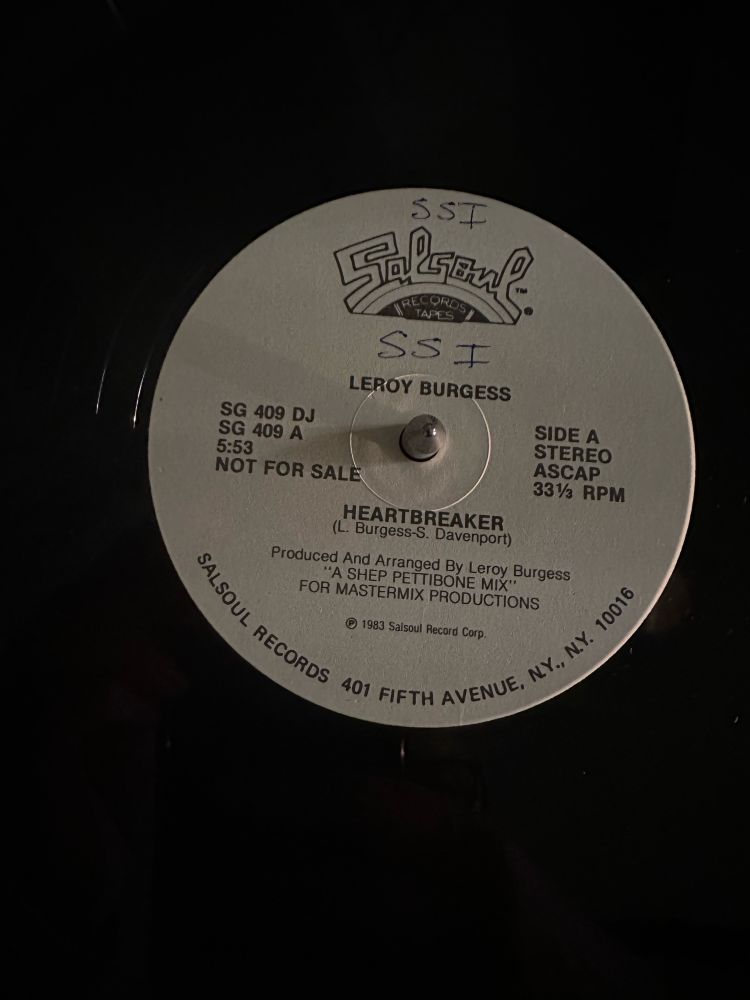 SSI
Salsoul™®
RECORDS
TAPES
SSI
LEROY BURGESS
SG 409 DJ
SG 409 A
5:53
NOT FOR SALE
SIDE A
STEREO
ASCAP
33⅓ RPM
HEARTBREAKER
(L. Burgess-S. Davenport)
Produced And Arranged By Leroy Burgess
"A SHEP PETTIBONE MIX"
FOR MASTERMIX PRODUCTIONS
℗ 1983 Salsoul Record Corp.
SALSOUL RECORDS 401 FIFTH AVENUE, N.Y., N.Y. 10016